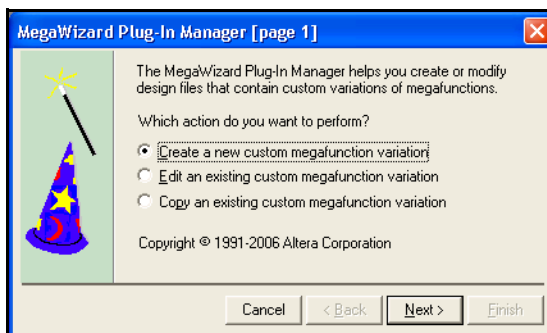 MegaWizard Plug-In Manager [page 1]
The MegaWizard Plug-In Manager helps you create or modify
design files that contain custom variations of megafunctions.
Which action do you want to perform?
Create a new custom megafunction variation
Edit an existing custom megafunction variation
Copy an existing custom megafunction variation
Copyright © 1991-2006 Altera Corporation
Cancel < Back Next > Finish